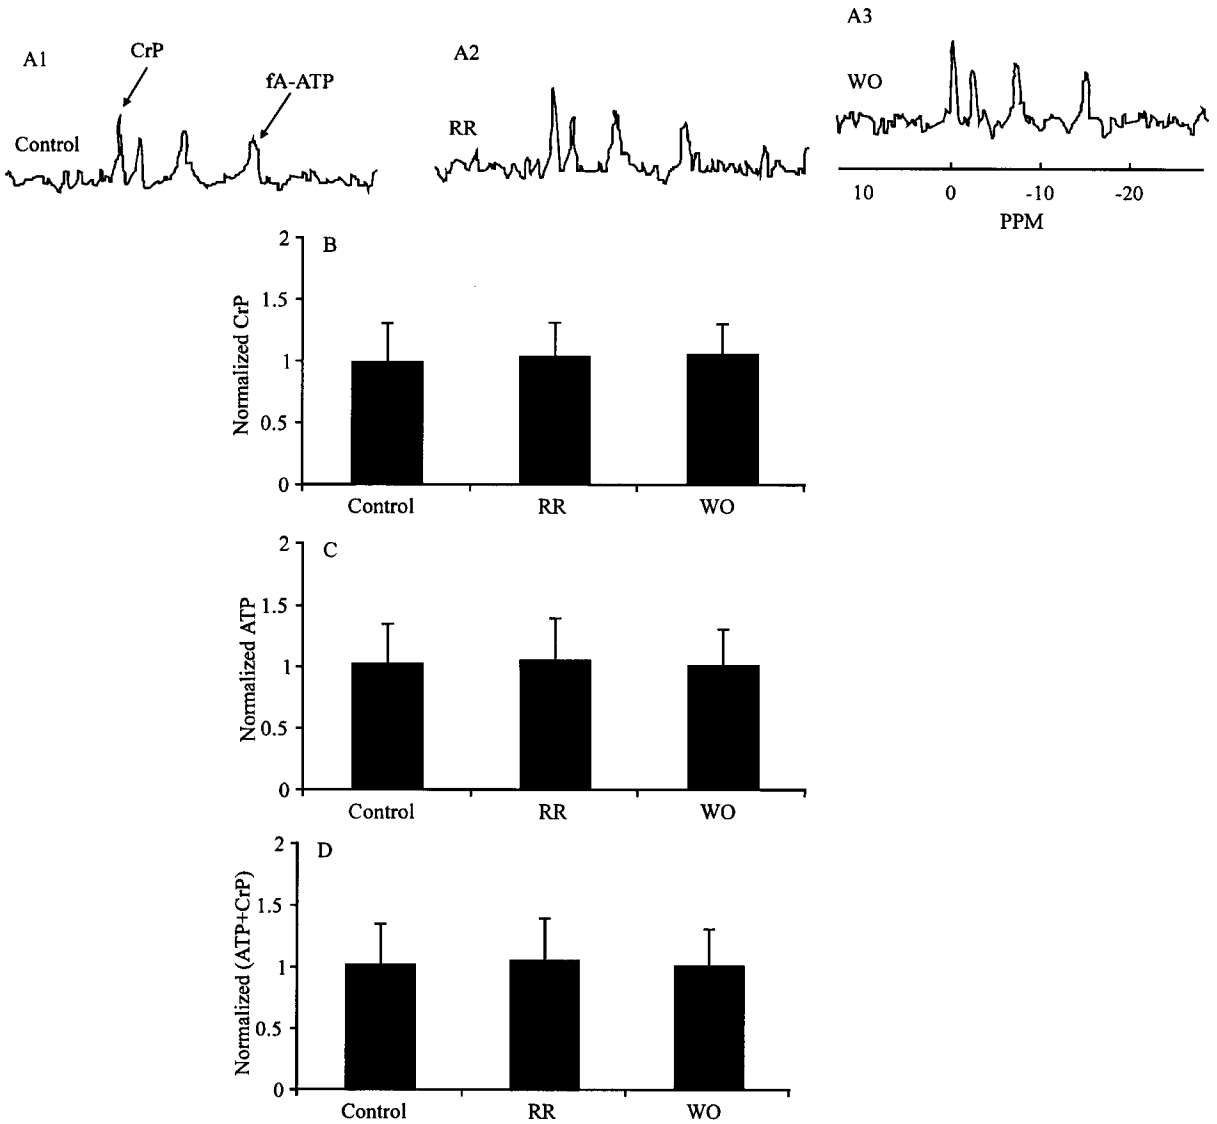 A1
CrP
fA-ATP
Control
A2
RR
A3
WO
10 0 -10 -20
PPM
B
Normalized CrP
2
1.5
1
0.5
0
Control RR WO
C
Normalized ATP
2
1.5
1
0.5
0
Control RR WO
D
Normalized (ATP+CrP)
2
1.5
1
0.5
0
Control RR WO